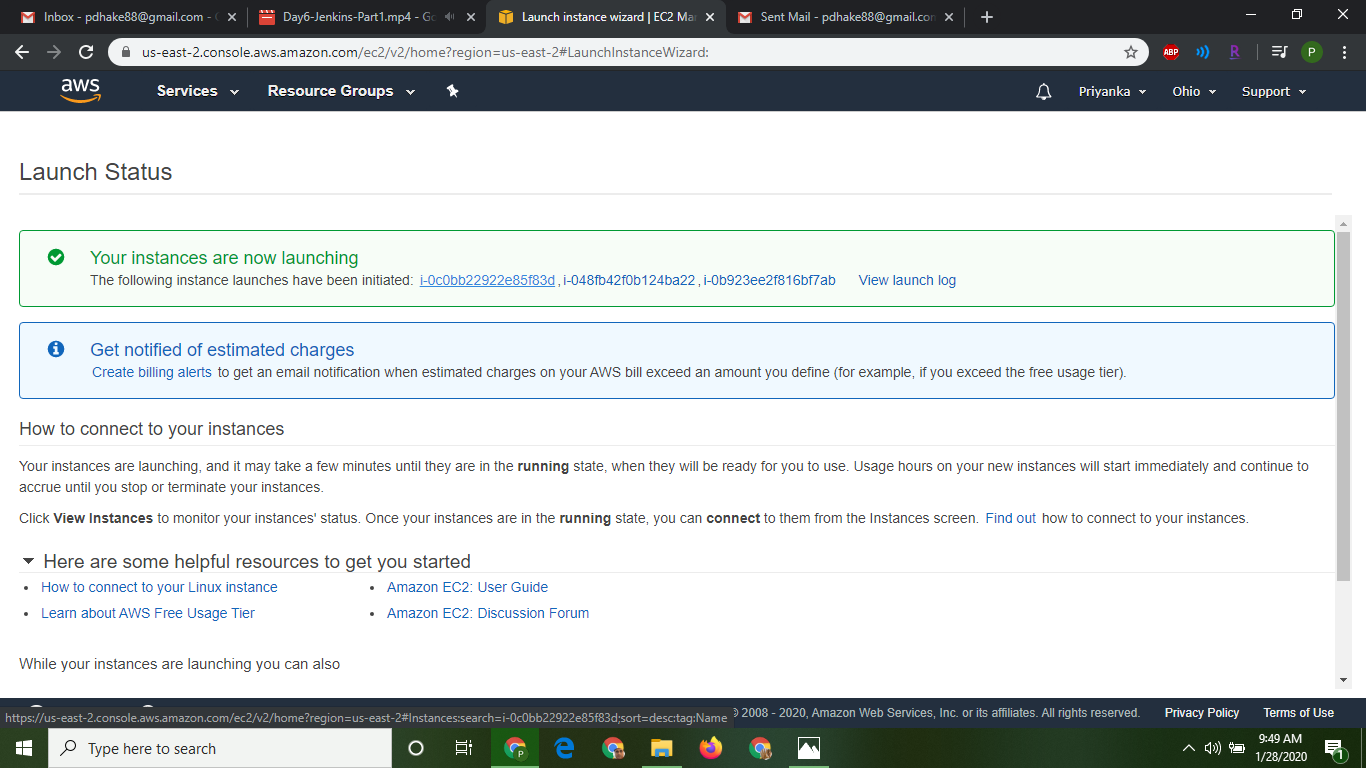 Inbox - pdhake88@gmail.com -
Day6-Jenkins-Part1.mp4 - Go
Launch instance wizard | EC2 Ma
Sent Mail - pdhake88@gmail.con
us-east-2.console.aws.amazon.com/ec2/v2/home?region=us-east-2#LaunchInstanceWizard:
ABP
R
P
aws
Services
Resource Groups
Priyanka
Ohio
Support
Launch Status
Your instances are now launching
The following instance launches have been initiated: i-0c0bb22922e85f83d , i-048fb42f0b124ba22 , i-0b923ee2f816bf7ab View launch log
Get notified of estimated charges
Create billing alerts to get an email notification when estimated charges on your AWS bill exceed an amount you define (for example, if you exceed the free usage tier).
How to connect to your instances
Your instances are launching, and it may take a few minutes until they are in the running state, when they will be ready for you to use. Usage hours on your new instances will start immediately and continue to
accrue until you stop or terminate your instances.
Click View Instances to monitor your instances' status. Once your instances are in the running state, you can connect to them from the Instances screen. Find out how to connect to your instances.
Here are some helpful resources to get you started
• How to connect to your Linux instance
• Amazon EC2: User Guide
• Learn about AWS Free Usage Tier
• Amazon EC2: Discussion Forum
While your instances are launching you can also
https://us-east-2.console.aws.amazon.com/ec2/v2/home?region=us-east-2#Instances:search=i-0c0bb22922e85f83d;sort=desc:tag:Name
© 2008 - 2020, Amazon Web Services, Inc. or its affiliates. All rights reserved.
Privacy Policy
Terms of Use
Type here to search
P
9:49 AM
1/28/2020
1